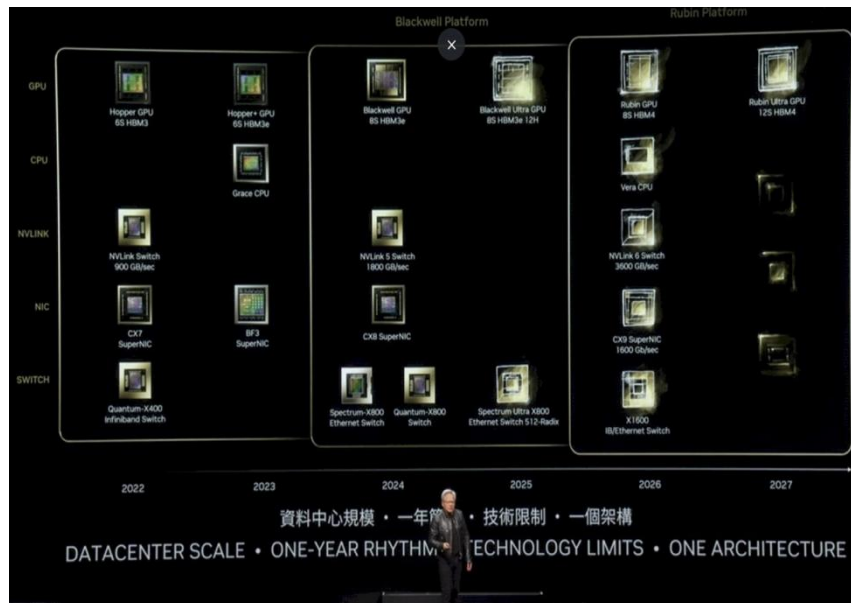 Blackwell Platform
Rubin Platform
GPU
Hopper GPU
6S HBM3
Hopper+ GPU
6S HBM3e
Blackwell GPU
8S HBM3e
Blackwell Ultra GPU
8S HBM3e 12H
Rubin GPU
8S HBM4
Rubin Ultra GPU
12S HBM4
CPU
Grace CPU
Vera CPU
NVLINK
NVLink Switch
900 GB/sec
NVLink 5 Switch
1800 GB/sec
NVLink 6 Switch
3600 GB/sec
NIC
CX7
SuperNIC
BF3
SuperNIC
CX8 SuperNIC
CX9 SuperNIC
1600 Gb/sec
SWITCH
Quantum-X400
Infiniband Switch
Spectrum-X800
Ethernet Switch
Quantum-X800
Switch
Spectrum Ultra X800
Ethernet Switch 512-Radix
X1600
IB/Ethernet Switch
2022 2023 2024 2025 2026 2027
資料中心規模 • 一年 • 技術限制 • 一個架構
DATACENTER SCALE • ONE-YEAR RHYTHM TECHNOLOGY LIMITS • ONE ARCHITECTURE